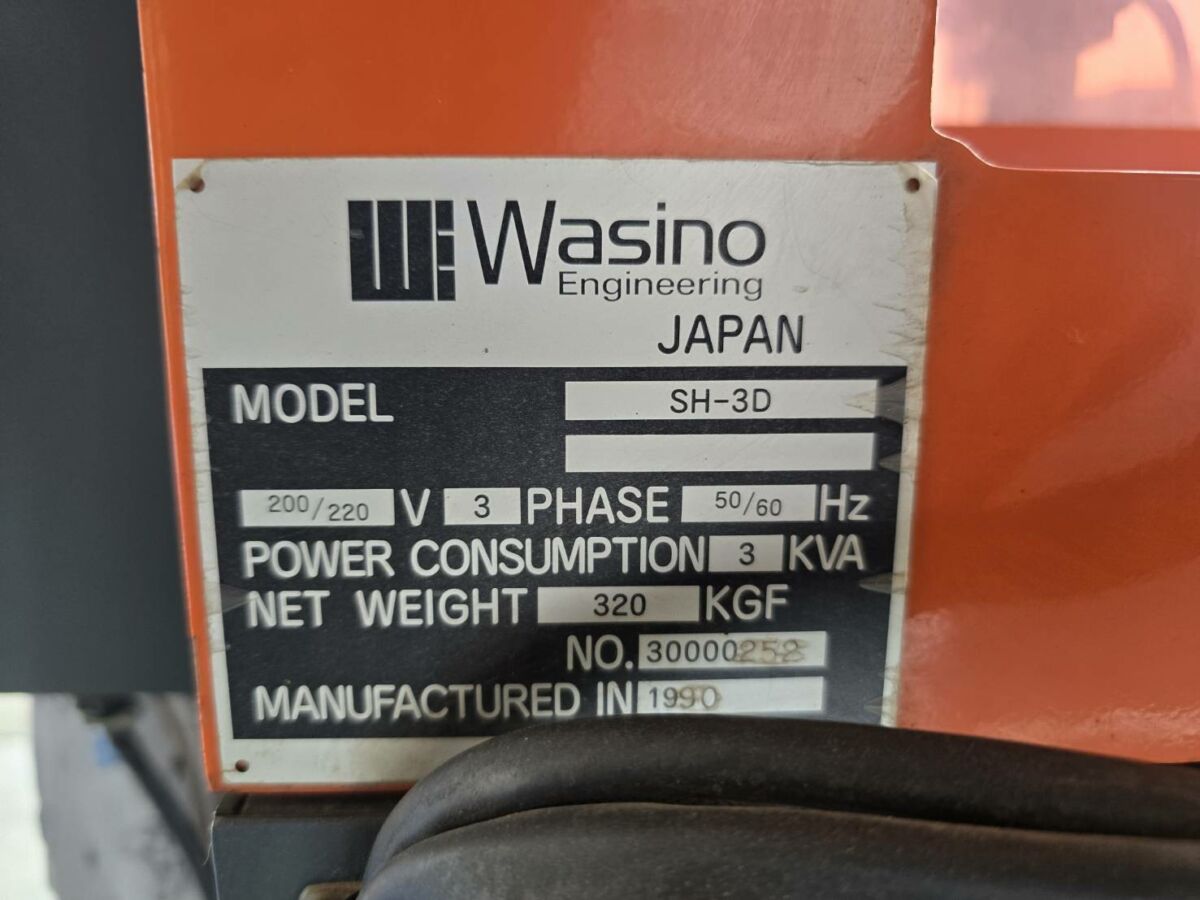 Wasino
Engineering
JAPAN
MODEL SH-3D
200/220 V 3 PHASE 50/60 Hz
POWER CONSUMPTION 3 KVA
NET WEIGHT 320 KGF
NO. 30000252
MANUFACTURED IN 1990